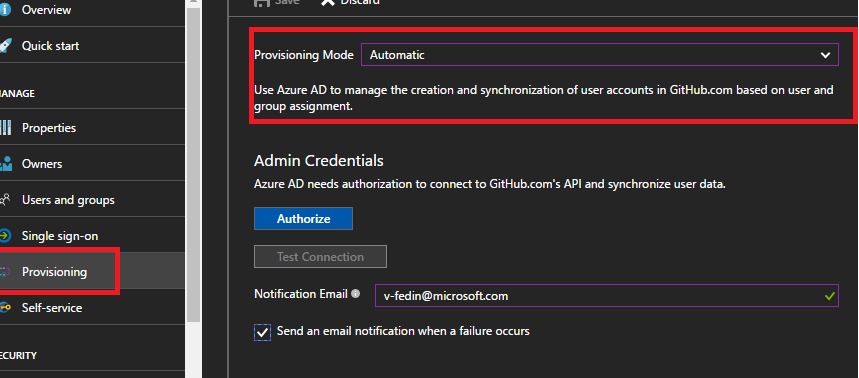 Save Discard
Overview
Quick start
MANAGE
Properties
Owners
Users and groups
Single sign-on
Provisioning
Self-service
SECURITY
Provisioning Mode Automatic
Use Azure AD to manage the creation and synchronization of user accounts in GitHub.com based on user and
group assignment.
Admin Credentials
Azure AD needs authorization to connect to GitHub.com's API and synchronize user data.
Authorize
Test Connection
Notification Email v-fedin@microsoft.com
Send an email notification when a failure occurs